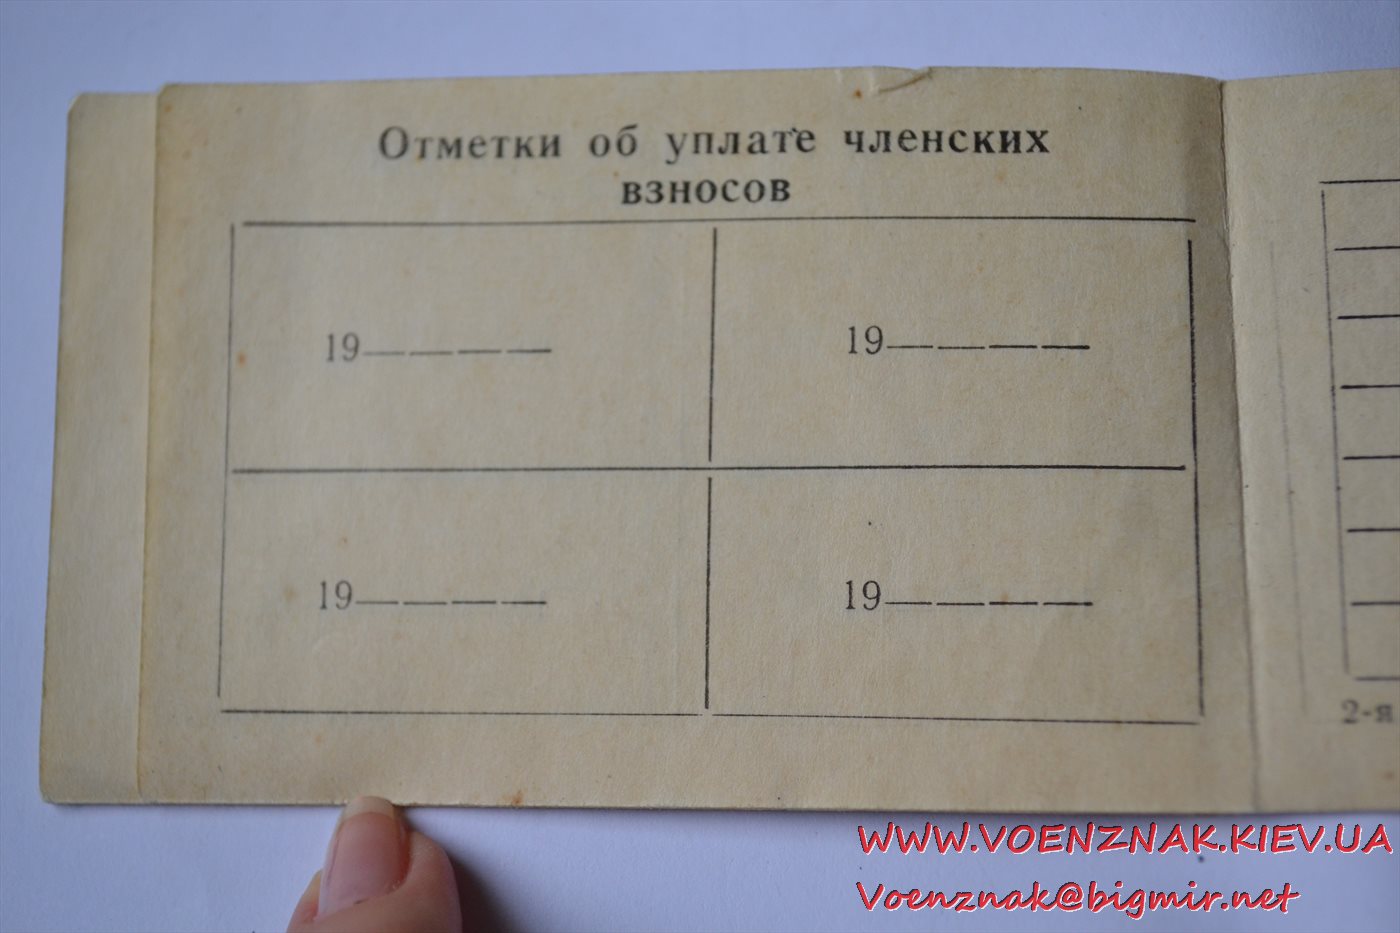 Отметки об уплате членских
взносов
19————
19————
19————
19————
2-я
WWW.VOENZNAK.KIEV.UA
Voenznak@bigmir.net